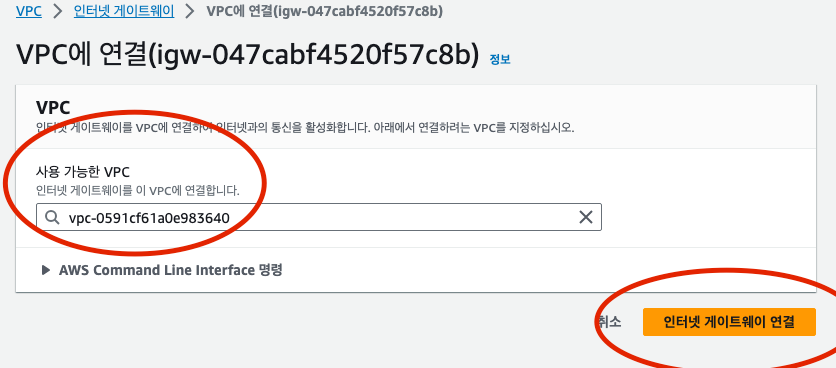 VPC > 인터넷 게이트웨이 > VPC에 연결(igw-047cabf4520f57c8b)
VPC에 연결(igw-047cabf4520f57c8b) 정보
VPC
인터넷 게이트웨이를 VPC에 연결하여 인터넷과의 통신을 활성화합니다. 아래에서 연결하려는 VPC를 지정하십시오.
사용 가능한 VPC
인터넷 게이트웨이를 이 VPC에 연결합니다.
vpc-0591cf61a0e983640
AWS Command Line Interface 명령
취소 인터넷 게이트웨이 연결